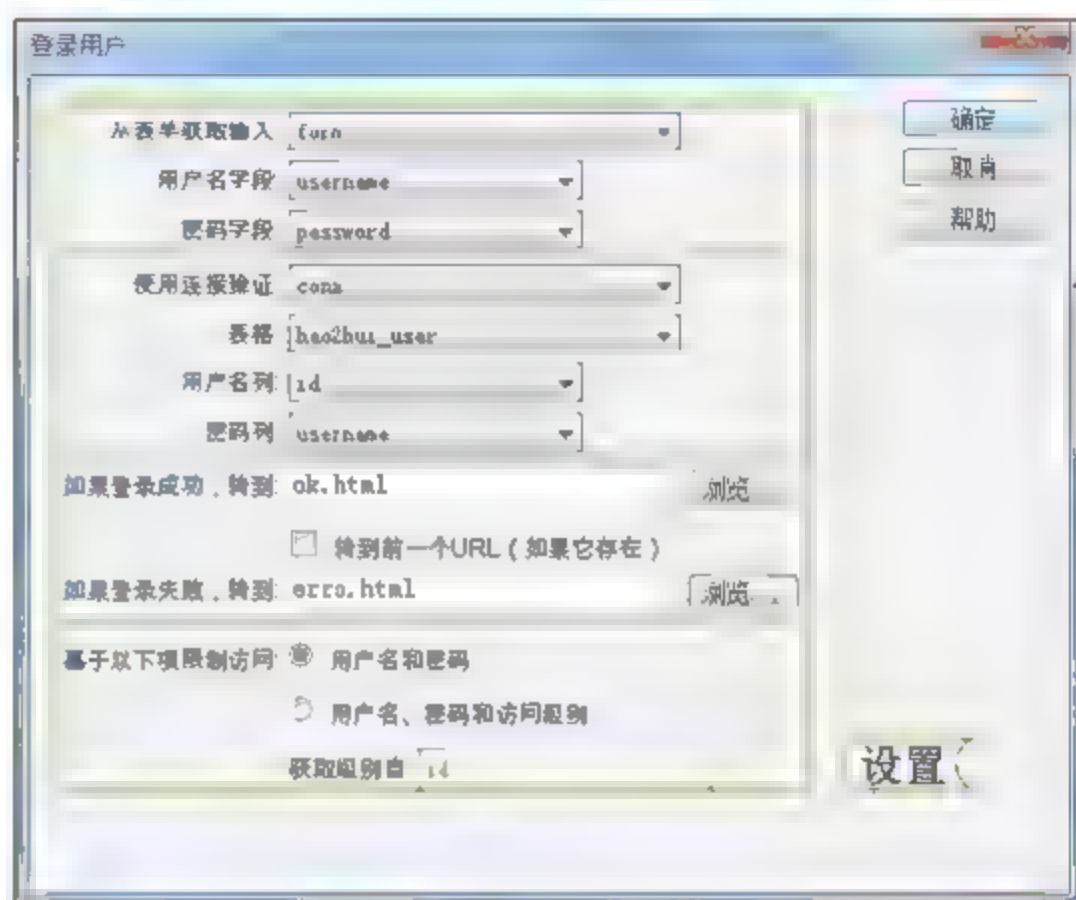 登录用户
从表单获取输入 form
确定
用户名字段 username
取消
密码字段 password
帮助
使用连接验证 conn
表格 hao2hui_user
用户名列: id
密码列 username
如果登录成功，转到: ok.html 浏览
转到前一个URL（如果它存在）
如果登录失败，转到: erro.html 浏览
基于以下项限制访问: 用户名和密码
用户名、密码和访问级别
获取级别自 id
设置